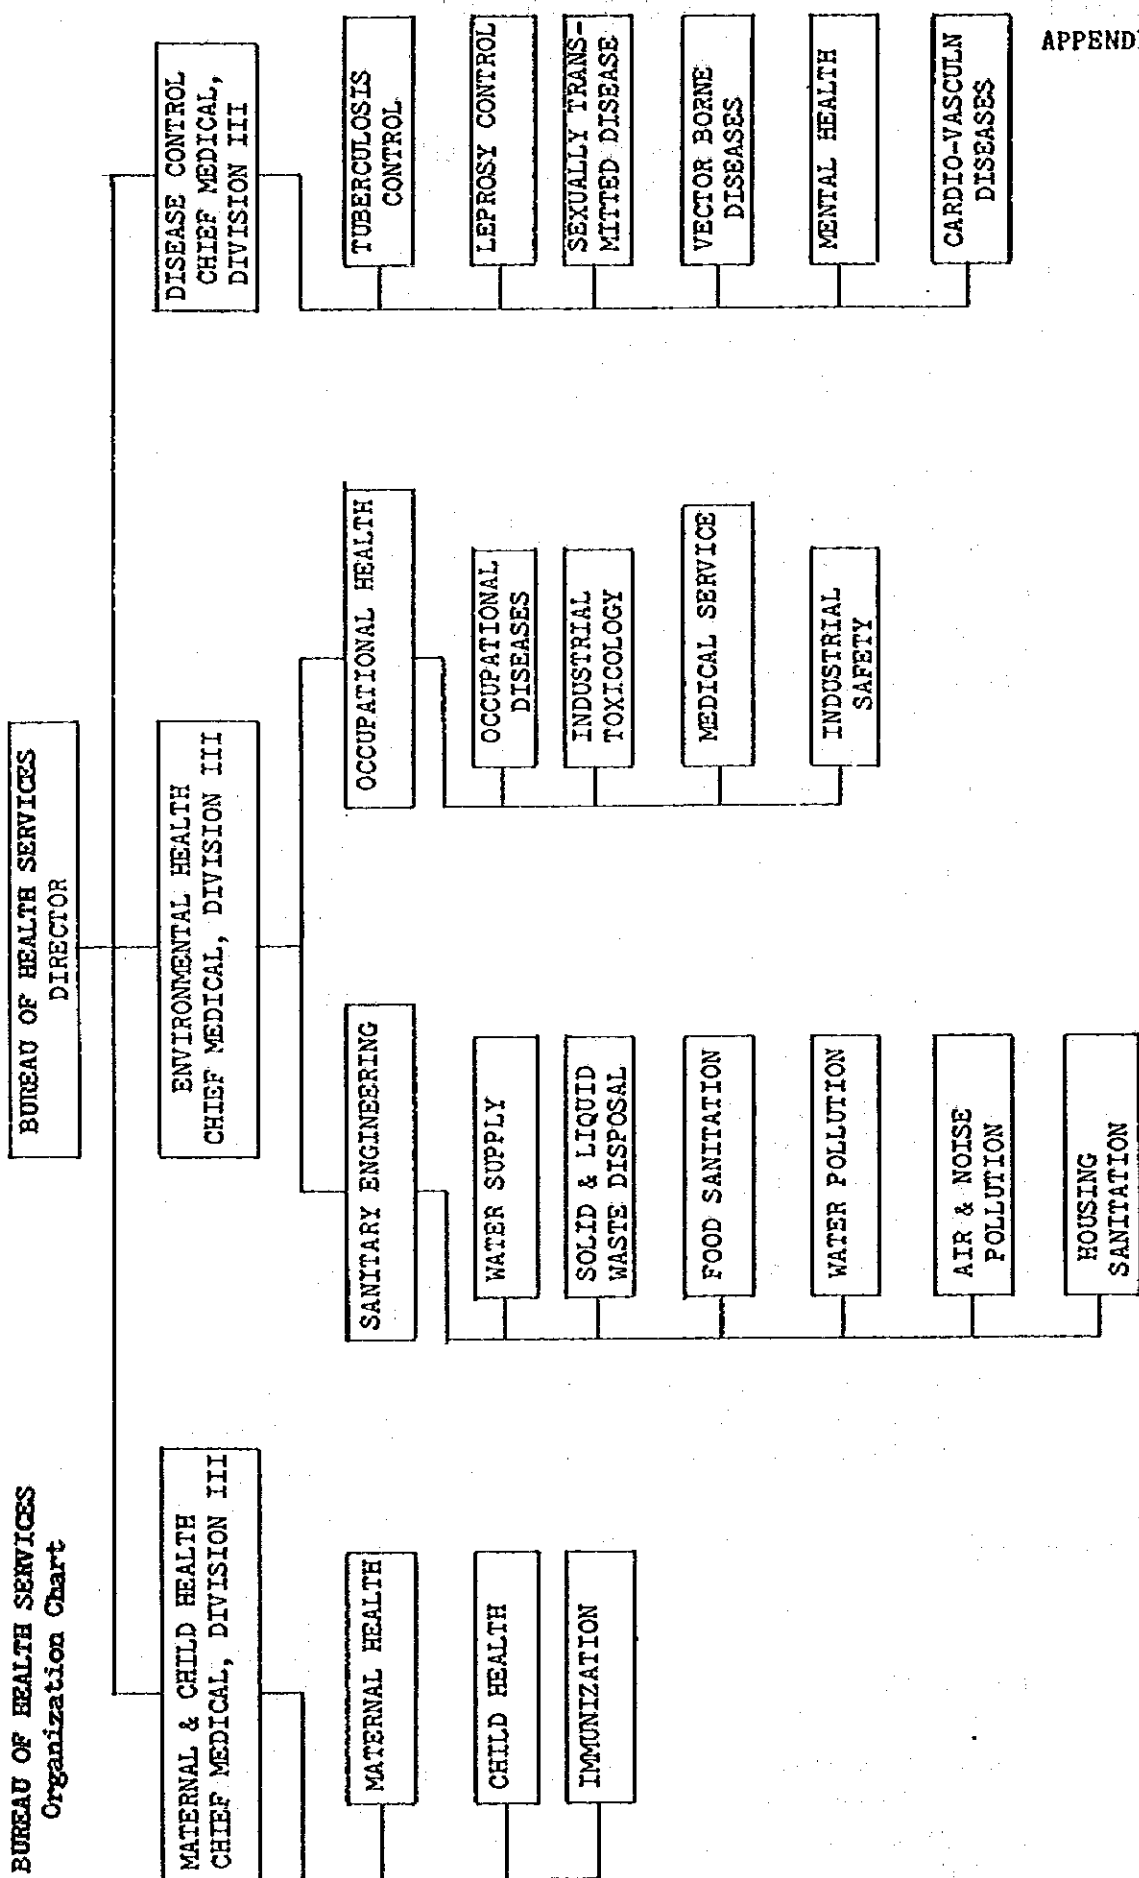 APPENDI
BUREAU OF HEALTH SERVICES
Organization Chart
BUREAU OF HEALTH SERVICES
DIRECTOR
MATERNAL & CHILD HEALTH
CHIEF MEDICAL, DIVISION III
MATERNAL HEALTH
CHILD HEALTH
IMMUNIZATION
ENVIRONMENTAL HEALTH
CHIEF MEDICAL, DIVISION III
SANITARY ENGINEERING
WATER SUPPLY
SOLID & LIQUID
WASTE DISPOSAL
FOOD SANITATION
WATER POLLUTION
AIR & NOISE
POLLUTION
HOUSING
SANITATION
OCCUPATIONAL HEALTH
OCCUPATIONAL
DISEASES
INDUSTRIAL
TOXICOLOGY
MEDICAL SERVICE
INDUSTRIAL
SAFETY
DISEASE CONTROL
CHIEF MEDICAL,
DIVISION III
TUBERCULOSIS
CONTROL
LEPROSY CONTROL
SEXUALLY TRANS-
MITTED DISEASE
VECTOR BORNE
DISEASES
MENTAL HEALTH
CARDIO-VASCULN
DISEASES